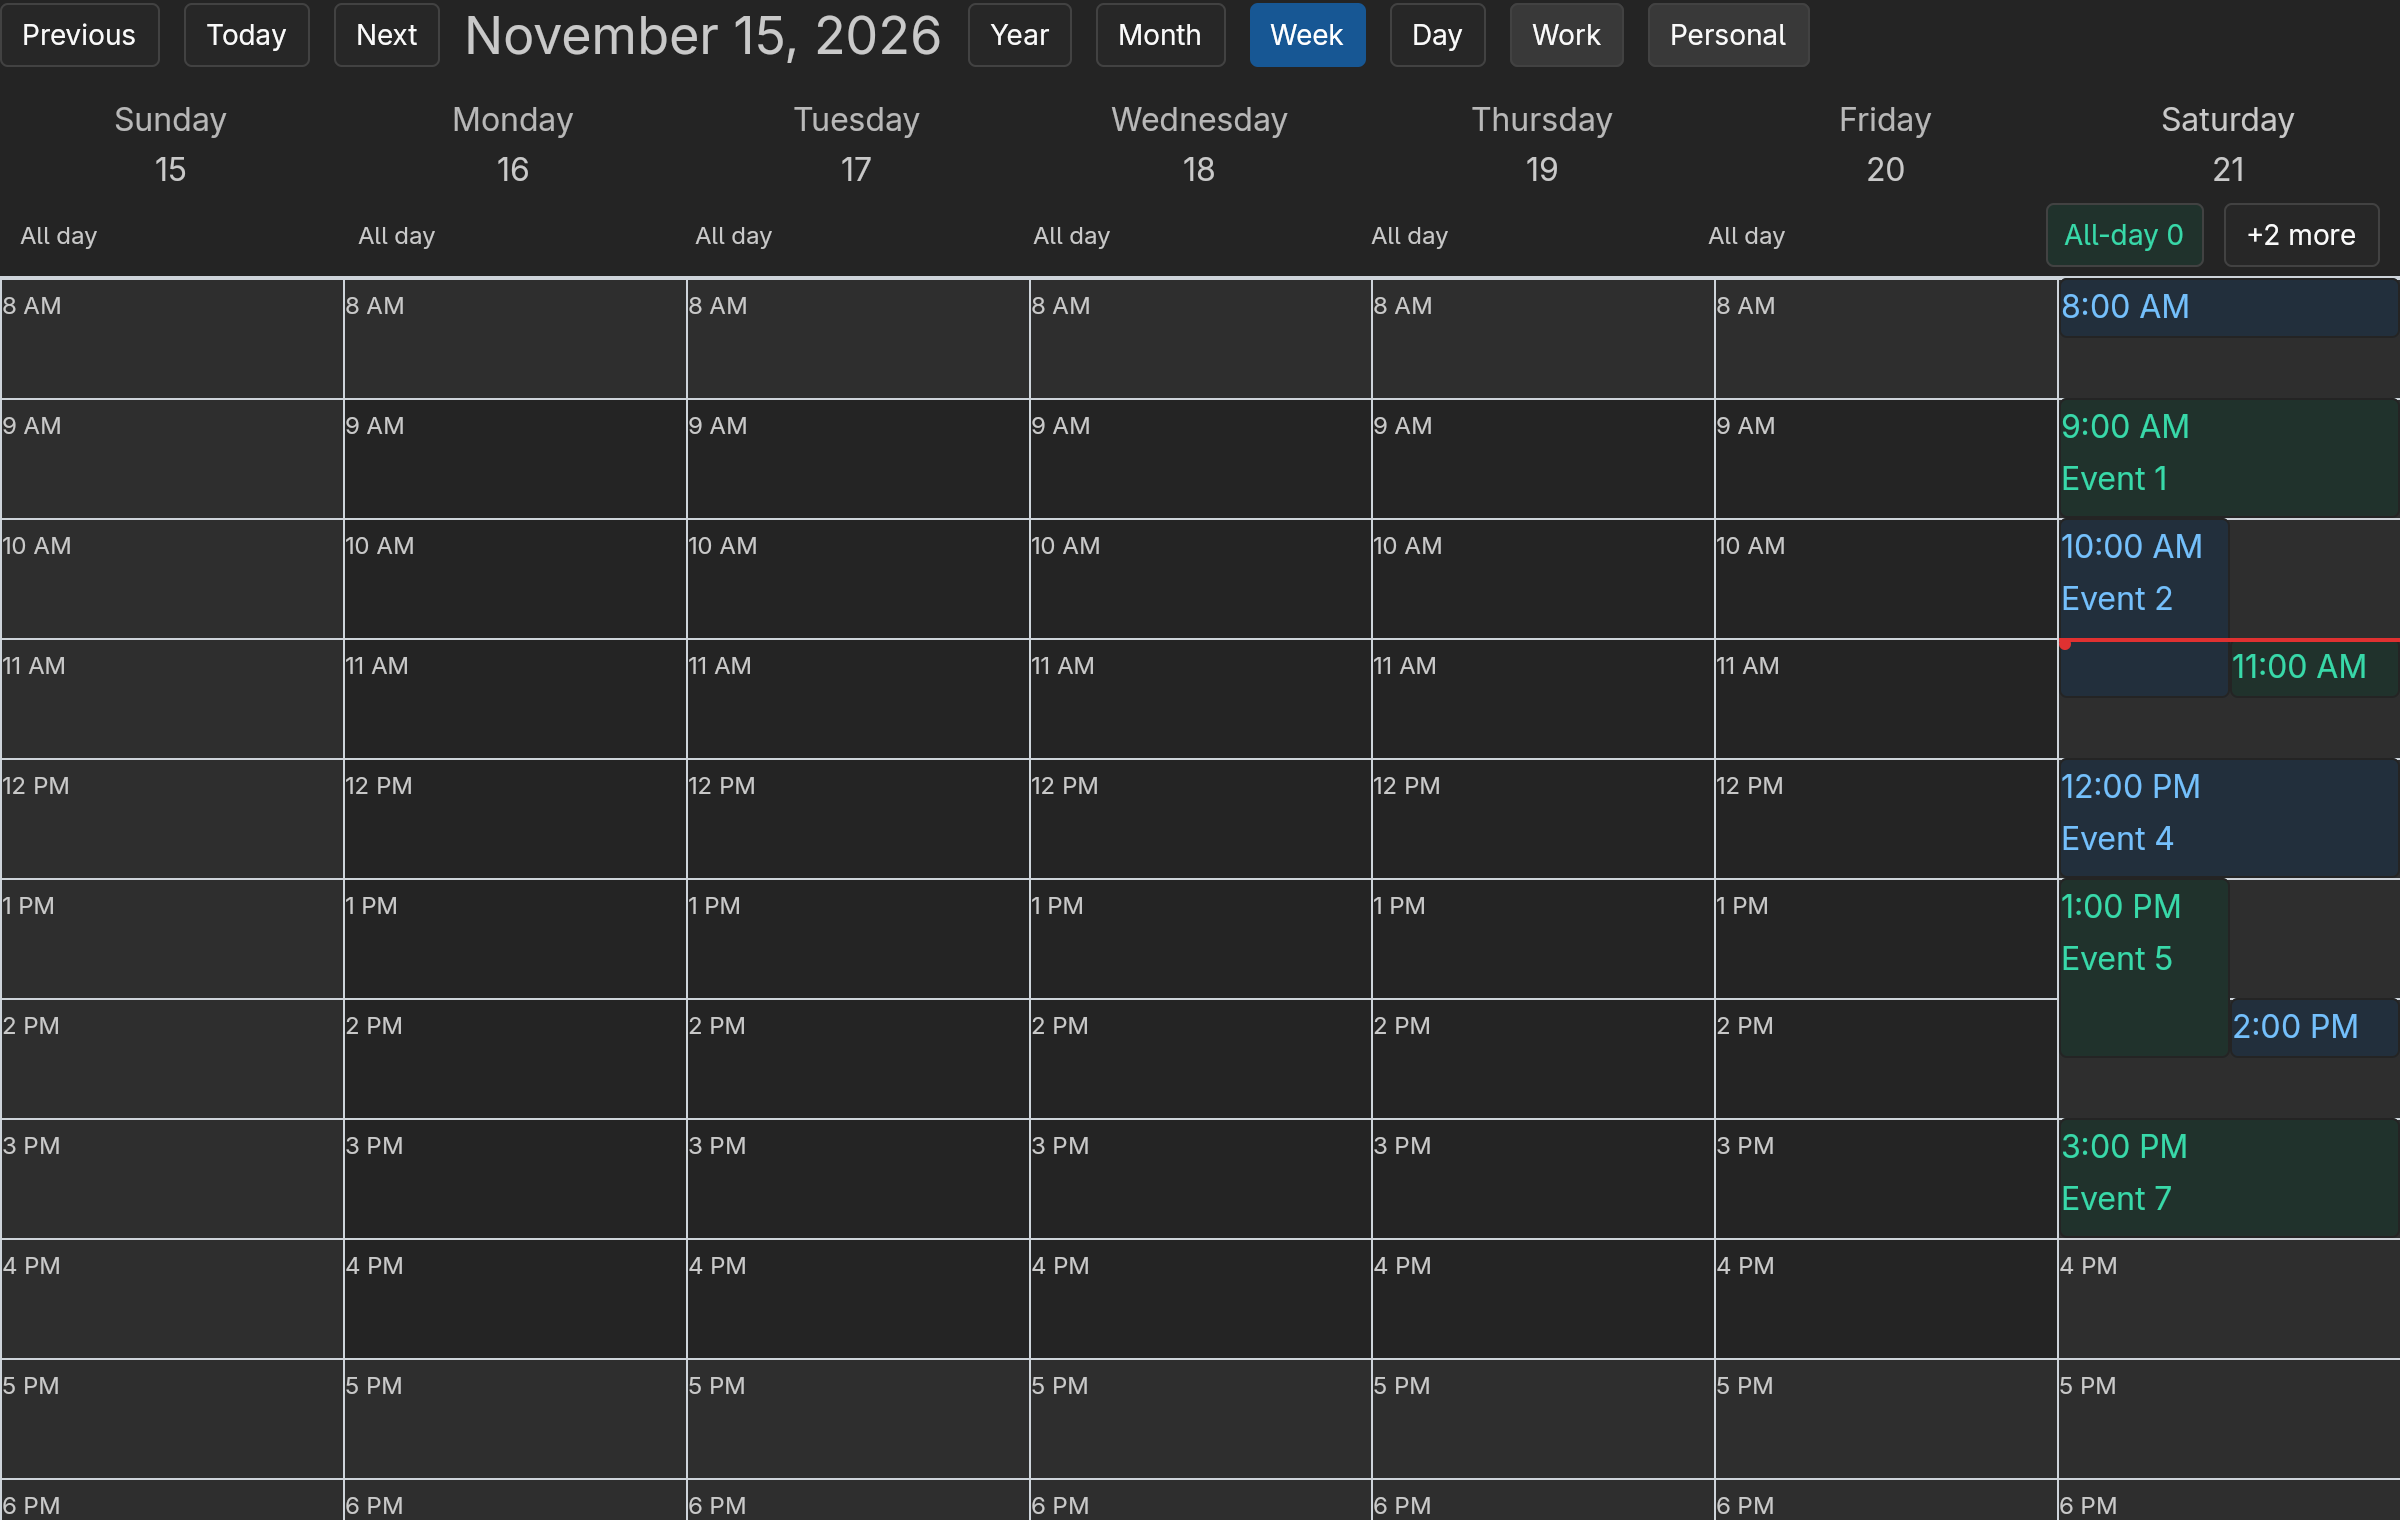 Previous Today Next November 15, 2026 Year Month Week Day Work Personal
Sunday Monday Tuesday Wednesday Thursday Friday Saturday
15 16 17 18 19 20 21
All day All day All day All day All day All day All-day 0 +2 more
8 AM 8 AM 8 AM 8 AM 8 AM 8 AM 8:00 AM
9 AM 9 AM 9 AM 9 AM 9 AM 9 AM 9:00 AM
Event 1
10 AM 10 AM 10 AM 10 AM 10 AM 10 AM 10:00 AM
Event 2
11 AM 11 AM 11 AM 11 AM 11 AM 11 AM 11:00 AM
12 PM 12 PM 12 PM 12 PM 12 PM 12 PM 12:00 PM
Event 4
1 PM 1 PM 1 PM 1 PM 1 PM 1 PM 1:00 PM
Event 5
2 PM 2 PM 2 PM 2 PM 2 PM 2 PM 2:00 PM
3 PM 3 PM 3 PM 3 PM 3 PM 3 PM 3:00 PM
Event 7
4 PM 4 PM 4 PM 4 PM 4 PM 4 PM 4 PM
5 PM 5 PM 5 PM 5 PM 5 PM 5 PM 5 PM
6 PM 6 PM 6 PM 6 PM 6 PM 6 PM 6 PM